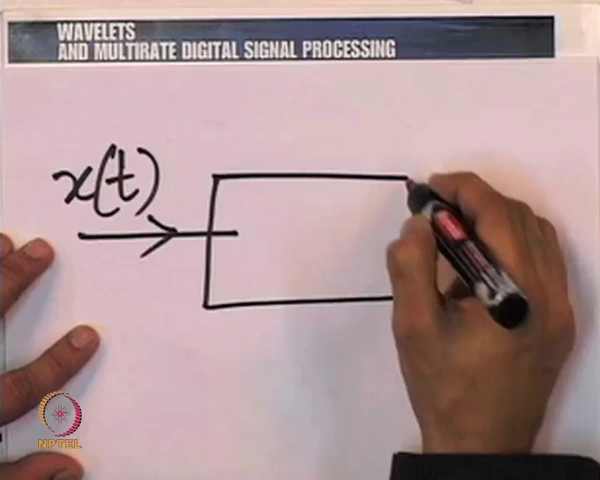 WAVELETS
AND MULTIRATE DIGITAL SIGNAL PROCESSING
x(t)
NPTEL